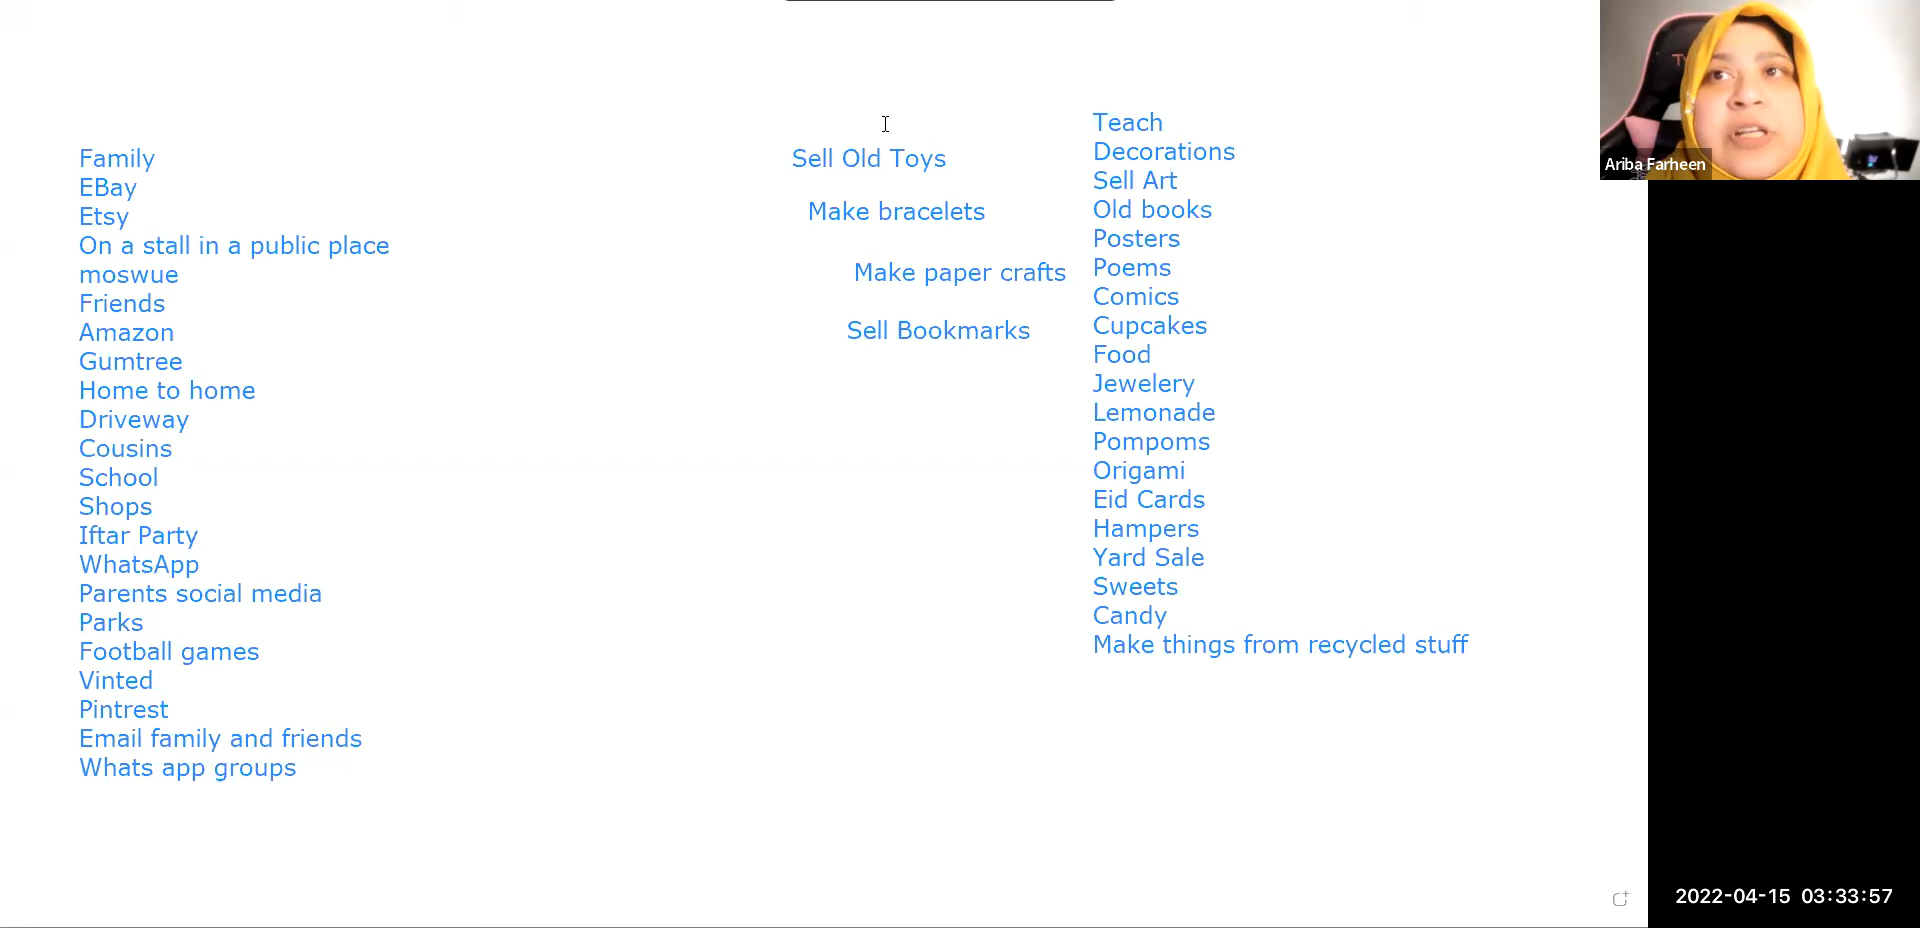 Family
EBay
Etsy
On a stall in a public place
moswue
Friends
Amazon
Gumtree
Home to home
Driveway
Cousins
School
Shops
Iftar Party
WhatsApp
Parents social media
Parks
Football games
Vinted
Pintrest
Email family and friends
Whats app groups
Sell Old Toys
Make bracelets
Make paper crafts
Sell Bookmarks
Teach
Decorations
Sell Art
Old books
Posters
Poems
Comics
Cupcakes
Food
Jewelery
Lemonade
Pompoms
Origami
Eid Cards
Hampers
Yard Sale
Sweets
Candy
Make things from recycled stuff
Ariba Farheen
2022-04-15 03:33:57